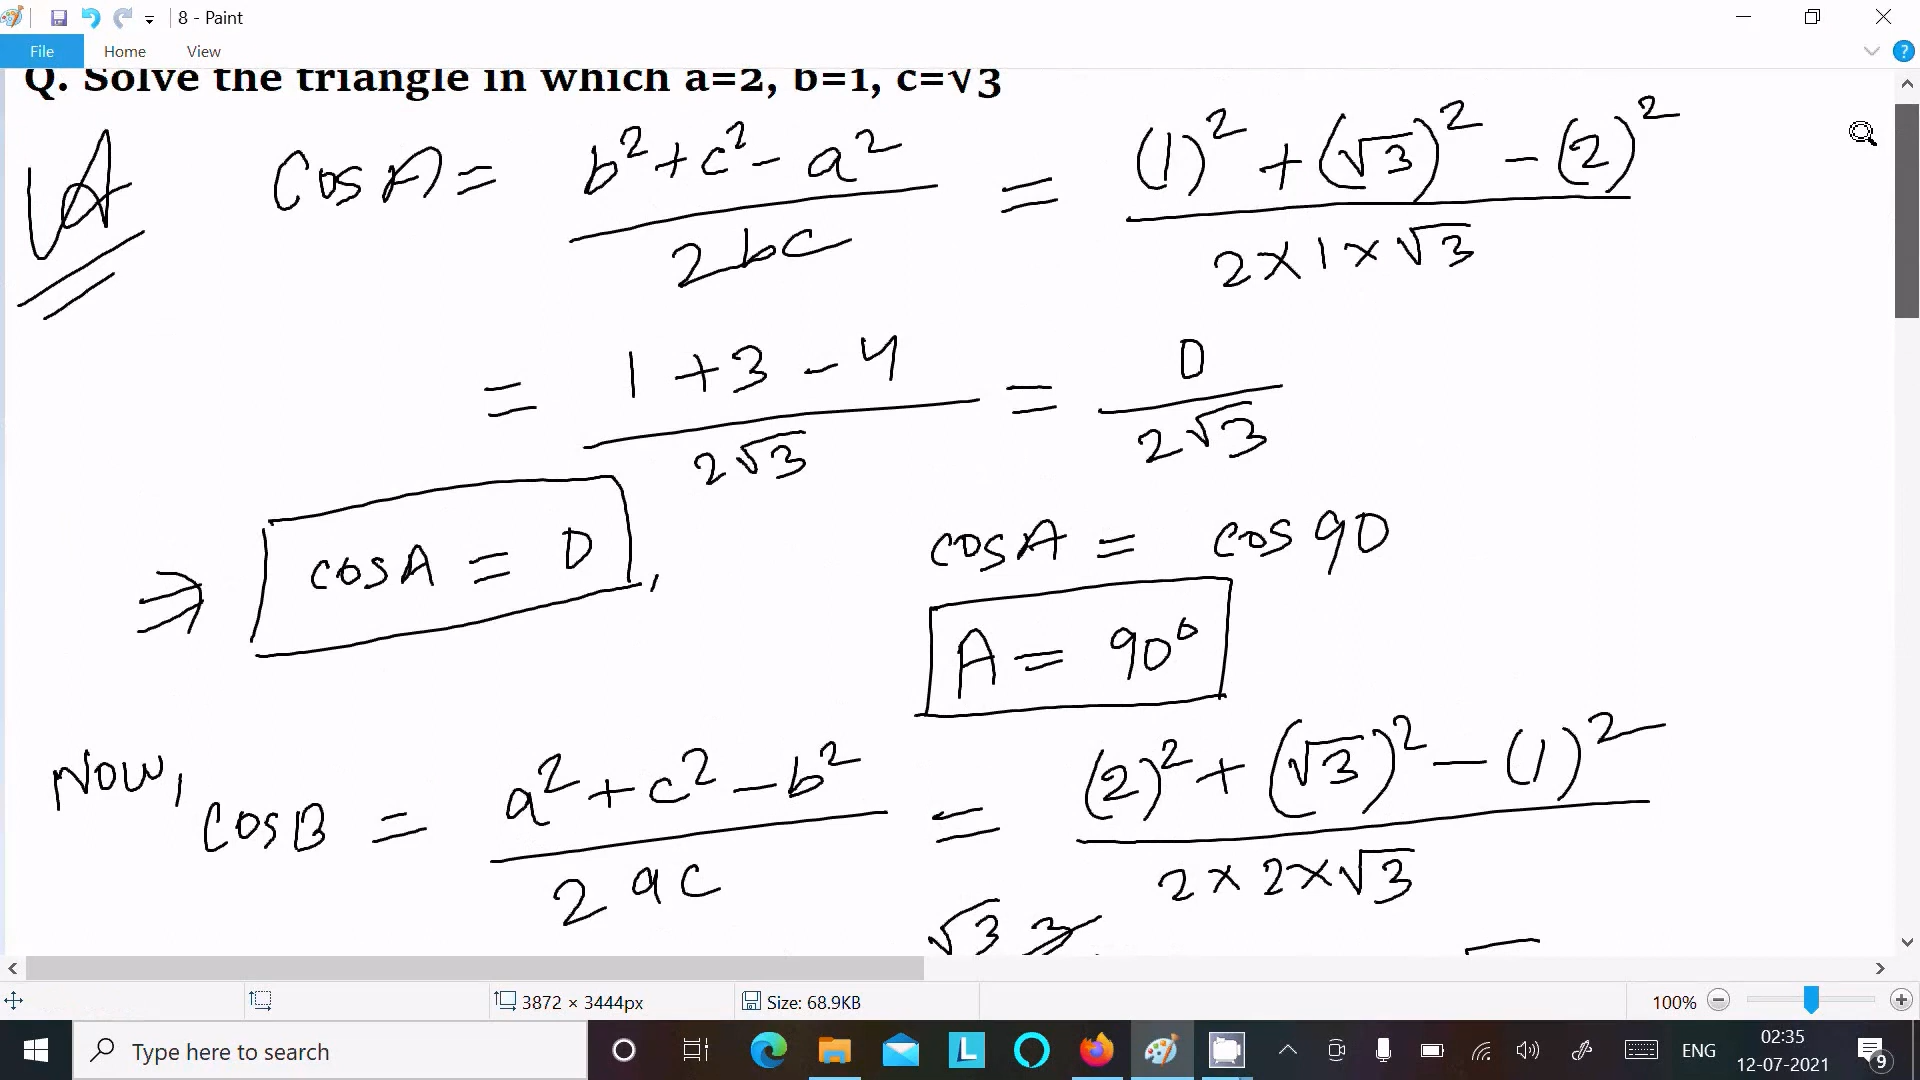 8 - Paint
File Home View
Q. Solve the triangle in which a=2, b=1, c=√3
cos A = (b² + c² - a²) / (2bc) = ((1)² + (√3)² - (2)²) / (2 × 1 × √3)
= (1 + 3 - 4) / (2√3) = 0 / (2√3)
⇒ cos A = 0, cos A = cos 90
A = 90°
Now,
cos B = (a² + c² - b²) / (2ac) = ((2)² + (√3)² - (1)²) / (2 × 2 × √3)
√3 3
3872 × 3444px Size: 68.9KB 100%
Type here to search
ENG 02:35
12-07-2021
9